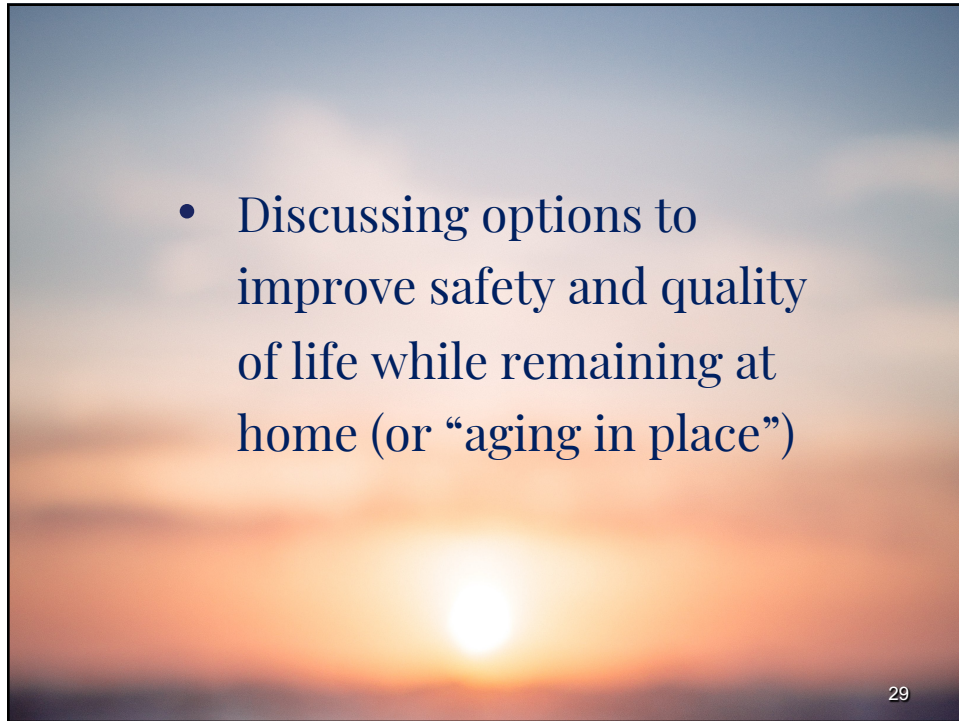 • Discussing options to
improve safety and quality
of life while remaining at
home (or “aging in place”)
29